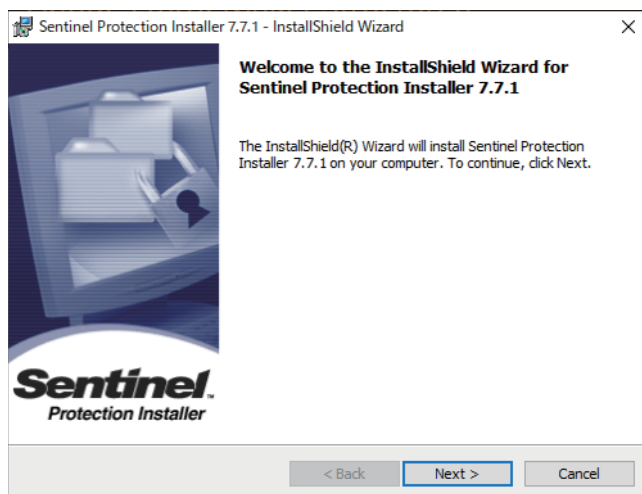 Sentinel Protection Installer 7.7.1 - InstallShield Wizard
Welcome to the InstallShield Wizard for
Sentinel Protection Installer 7.7.1
The InstallShield(R) Wizard will install Sentinel Protection
Installer 7.7.1 on your computer. To continue, click Next.
Sentinel.
Protection Installer
< Back
Next >
Cancel